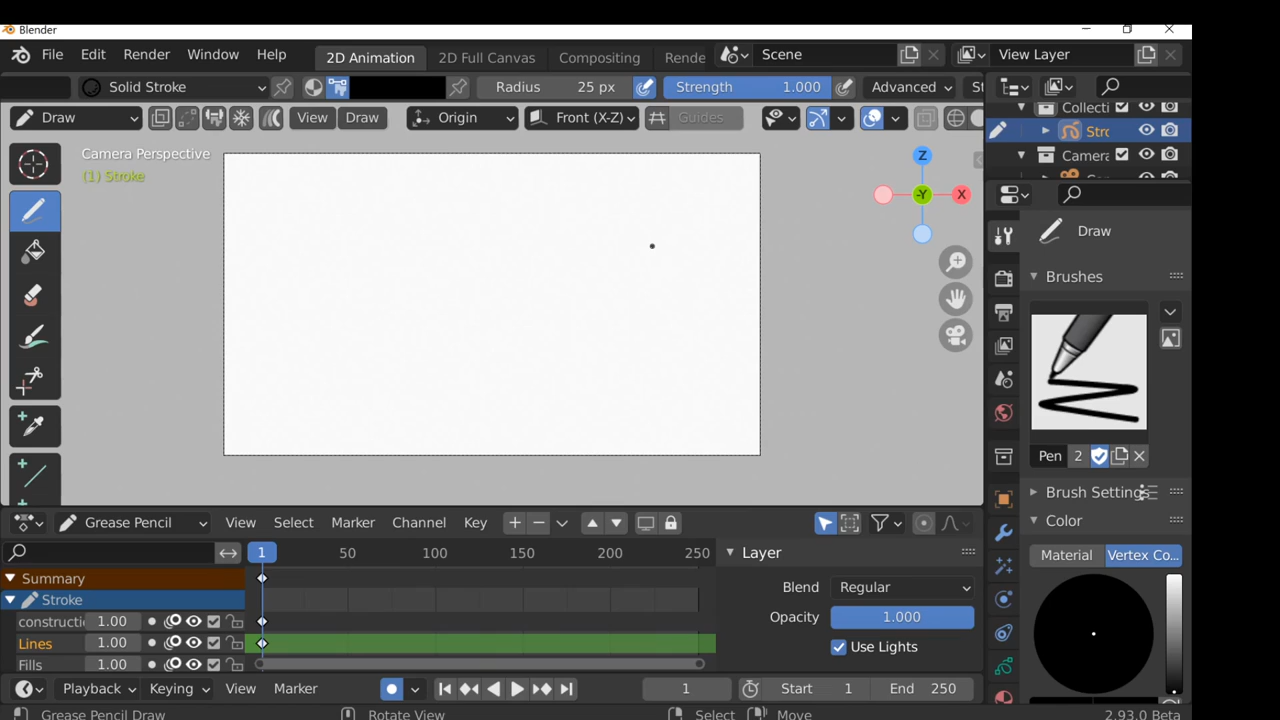 Blender
File Edit Render Window Help 2D Animation 2D Full Canvas Compositing Rende Scene View Layer
Solid Stroke Radius 25 px Strength 1.000 Advanced St
Draw View Draw Origin Front (X-Z) Guides
Collecti
Stro
Camera
Camera Perspective
(1) Stroke
Z
-Y X
Draw
Brushes
Pen 2
Brush Settings
Color
Material Vertex Co...
Grease Pencil View Select Marker Channel Key
1 50 100 150 200 250
Summary
Stroke
constructi 1.00
Lines 1.00
Fills 1.00
Layer
Blend Regular
Opacity 1.000
Use Lights
Playback Keying View Marker 1 Start 1 End 250
Grease Pencil Draw Rotate View Select Move 2.93.0 Beta